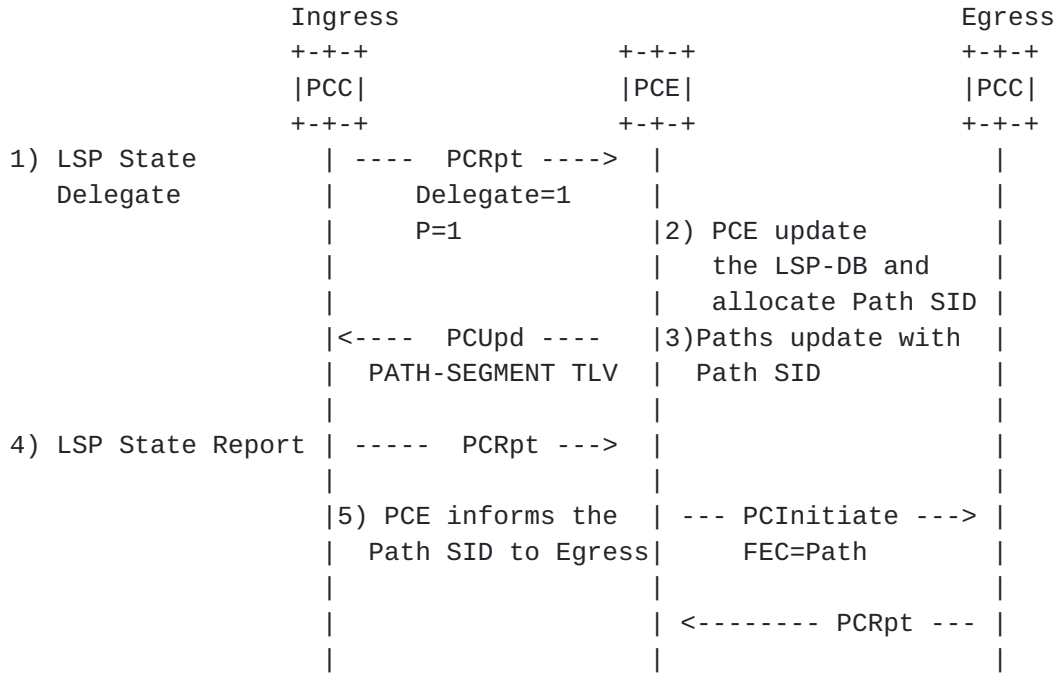 Ingress                                    Egress
                  +-+-+                +-+-+                 +-+-+
                  |PCC|                |PCE|                 |PCC|
                  +-+-+                +-+-+                 +-+-+
1) LSP State        | ----  PCRpt ---->  |                     |
   Delegate         |     Delegate=1     |                     |
                    |     P=1            |2) PCE update        |
                    |                    |   the LSP-DB and    |
                    |                    |   allocate Path SID |
                    |<----  PCUpd ----   |3)Paths update with  |
                    |  PATH-SEGMENT TLV  |  Path SID           |
                    |                    |                     |
4) LSP State Report | -----  PCRpt --->  |                     |
                    |                    |                     |
                    |5) PCE informs the  | --- PCInitiate ---> |
                    |  Path SID to Egress|     FEC=Path        |
                    |                    |                     |
                    |                    | <-------- PCRpt --- |
                    |                    |                     |